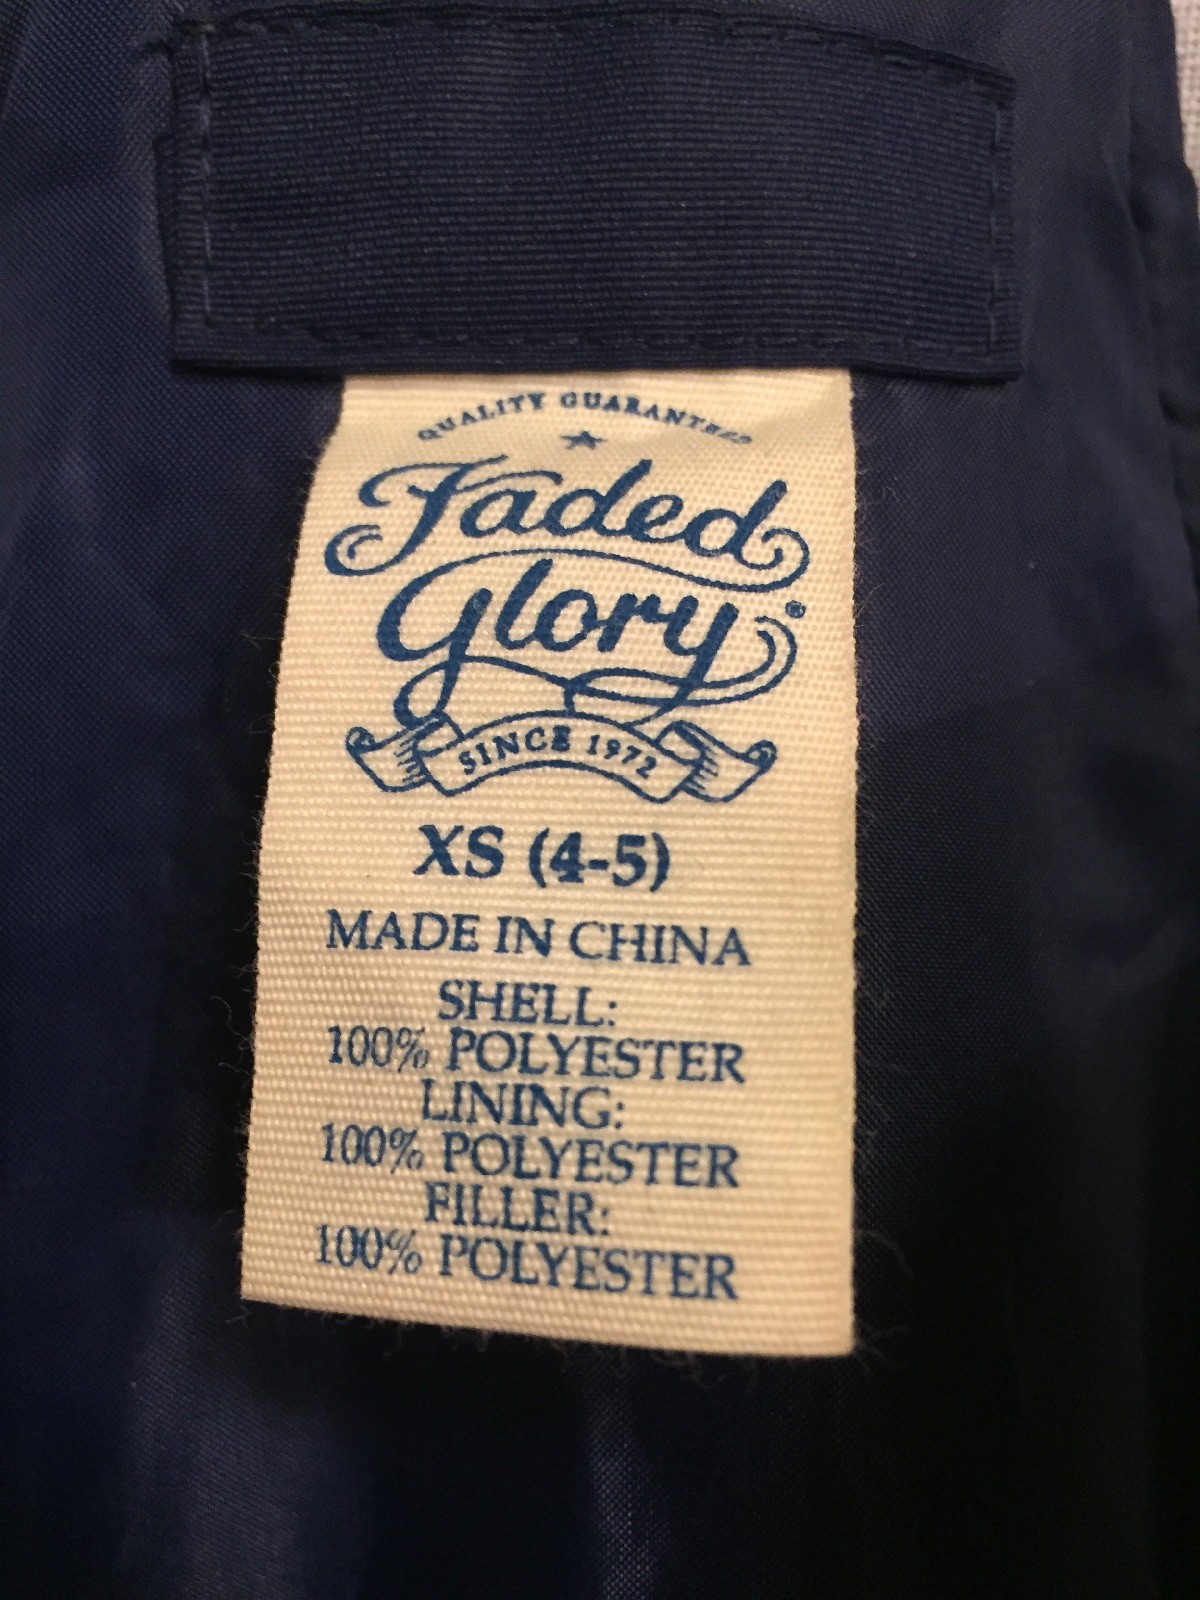 QUALITY GUARANTEED
Faded
Glory®
SINCE 1972
XS (4-5)
MADE IN CHINA
SHELL:
100% POLYESTER
LINING:
100% POLYESTER
FILLER:
100% POLYESTER